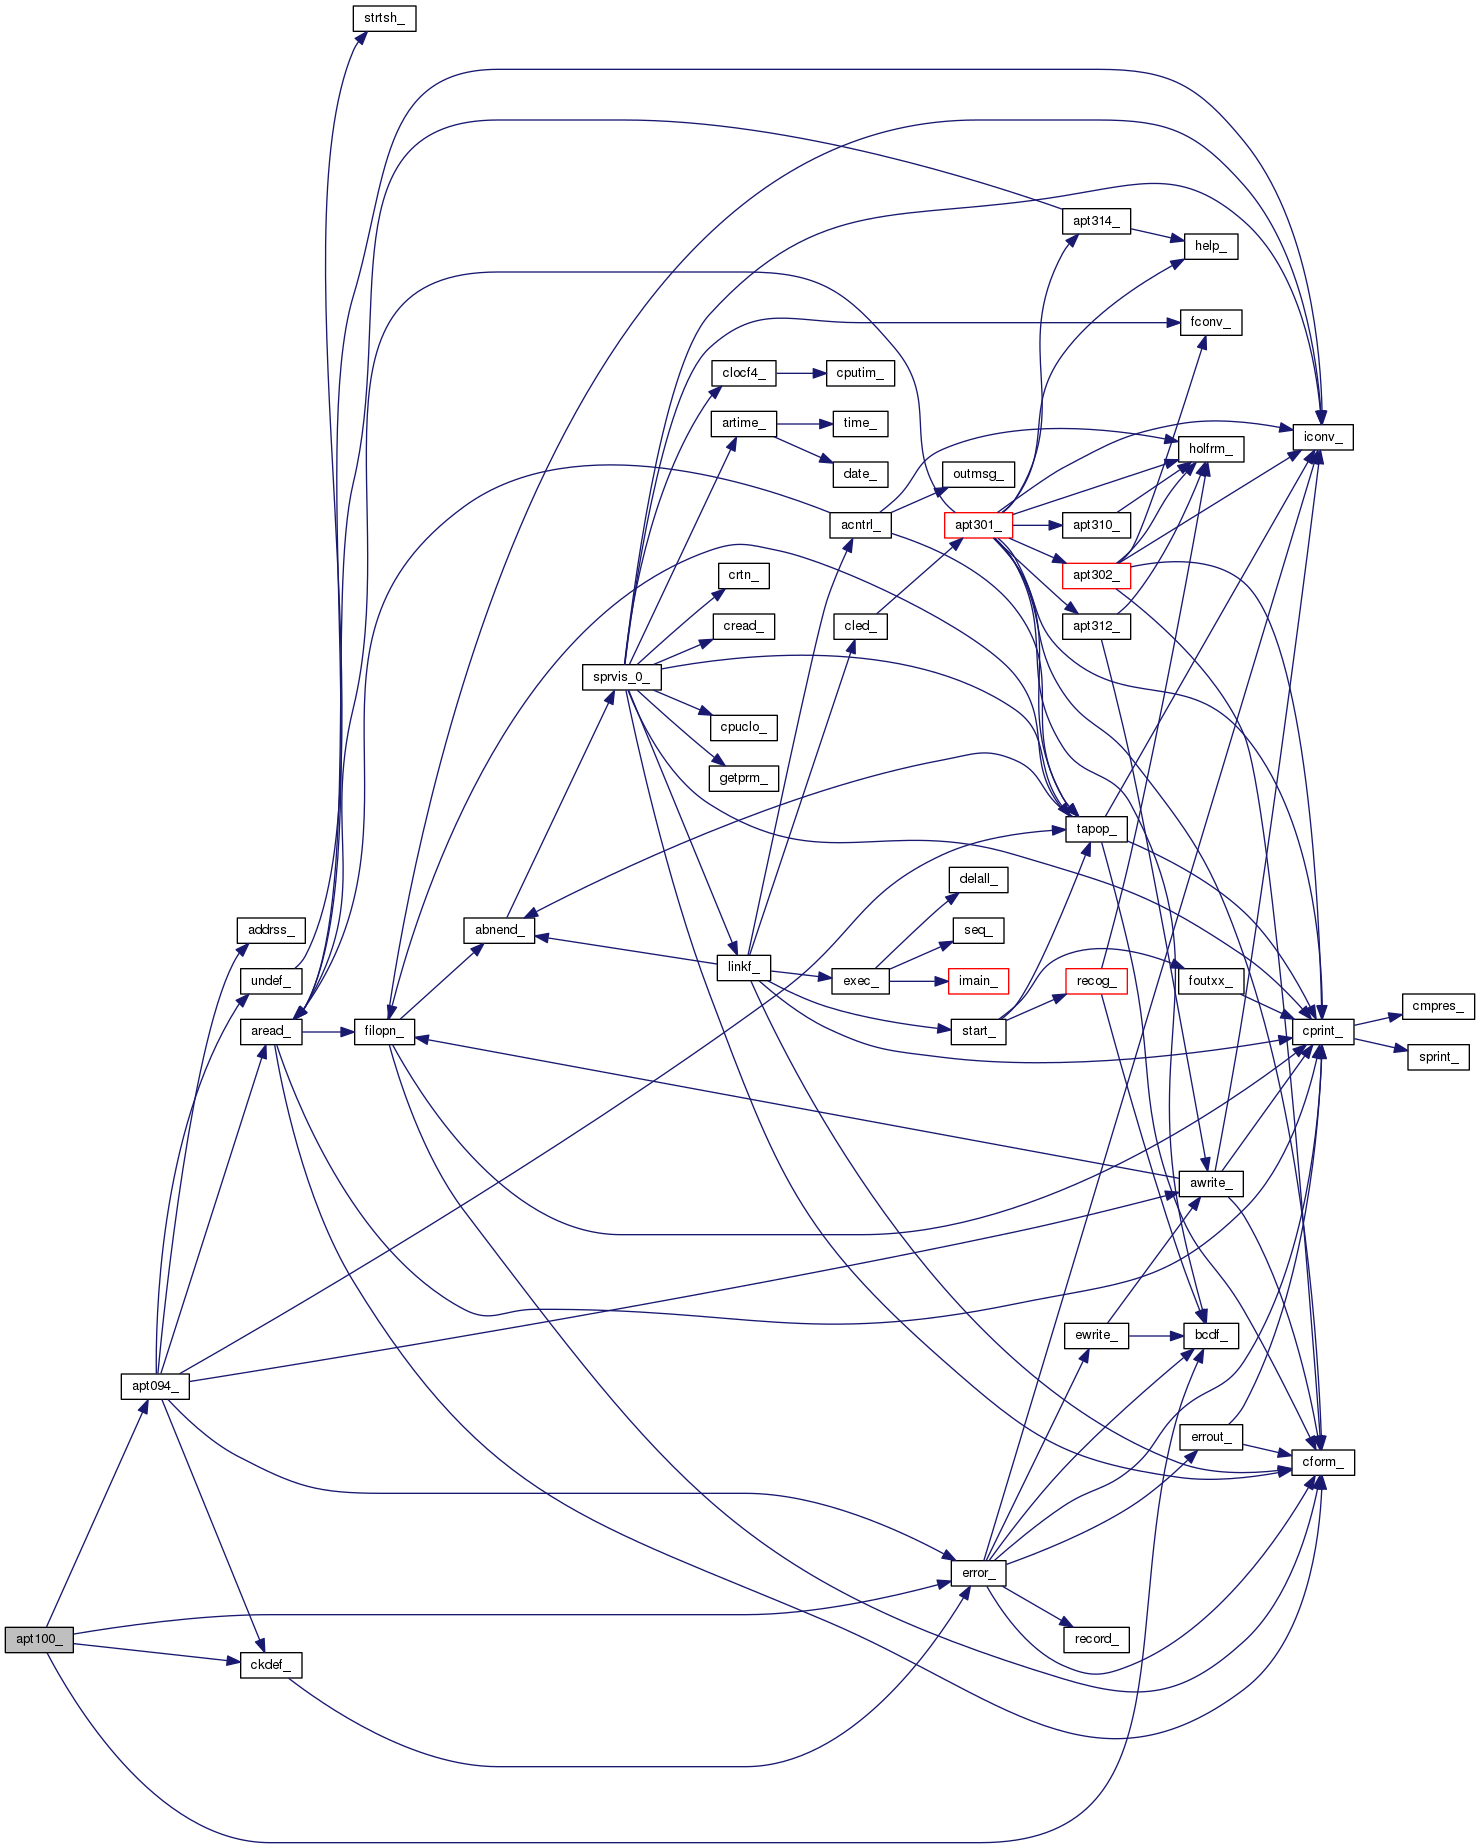 strtsh_
apt314_
help_
fconv_
clocf4_
cputim_
artime_
time_
iconv_
holfrm_
date_
outmsg_
acntrl_
apt301_
apt310_
crtn_
apt302_
cread_
cled_
apt312_
sprvis_0_
cpuclo_
getprm_
tapop_
delall_
addrss_
abnend_
seq_
linkf_
undef_
exec_
imain_
recog_
foutxx_
cmpres_
aread_
filopn_
start_
cprint_
sprint_
awrite_
ewrite_
bcdf_
apt094_
errout_
cform_
error_
apt100_
record_
ckdef_